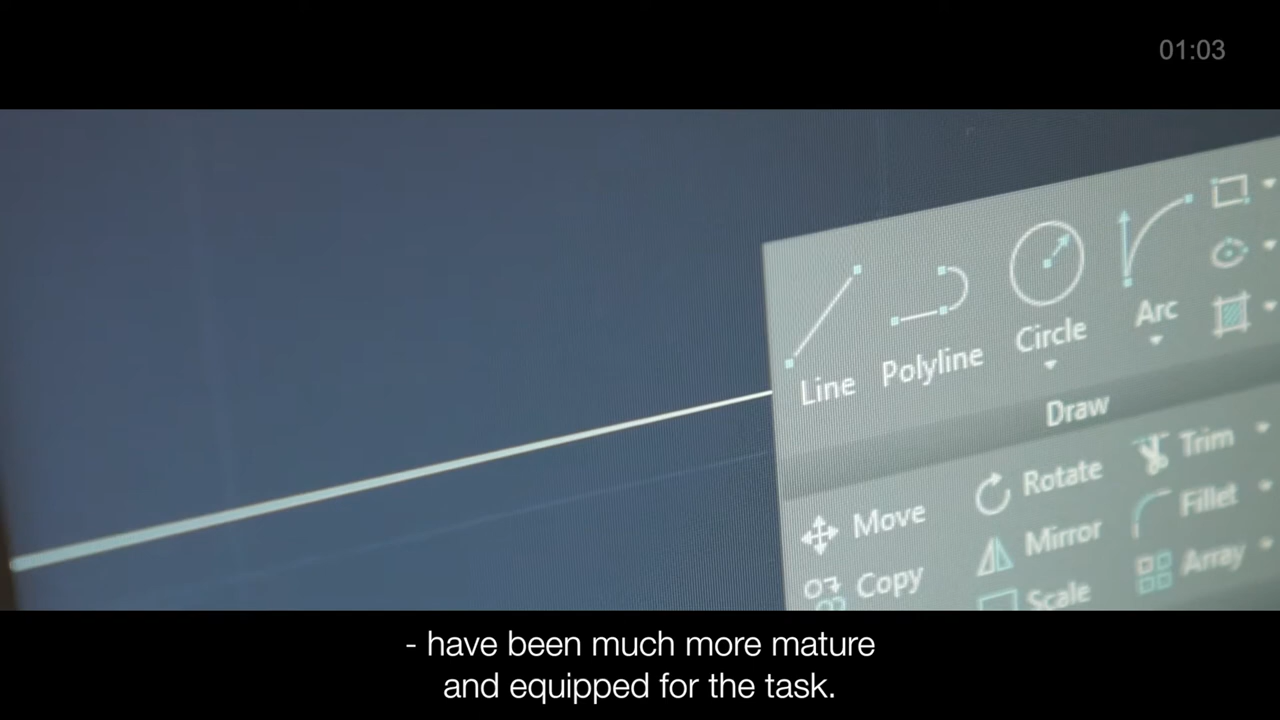 01:03
Line Polyline Circle Arc
Draw
Move Rotate Trim
Copy Mirror Fillet
Scale Array
- have been much more mature
and equipped for the task.